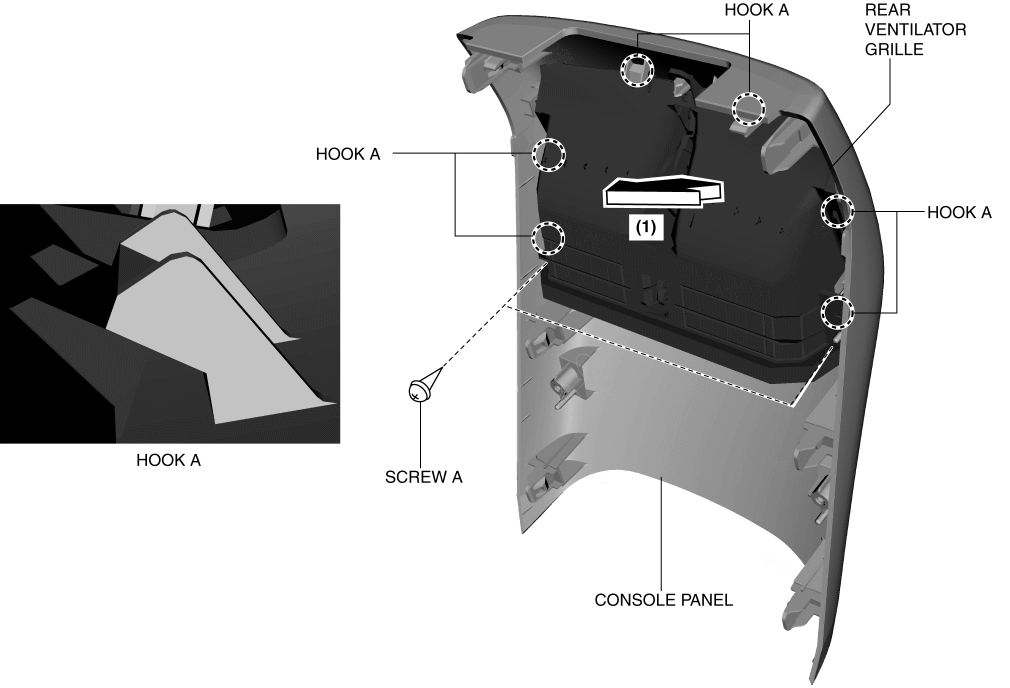 HOOK A
REAR
VENTILATOR
GRILLE
HOOK A
HOOK A
(1)
HOOK A
SCREW A
CONSOLE PANEL